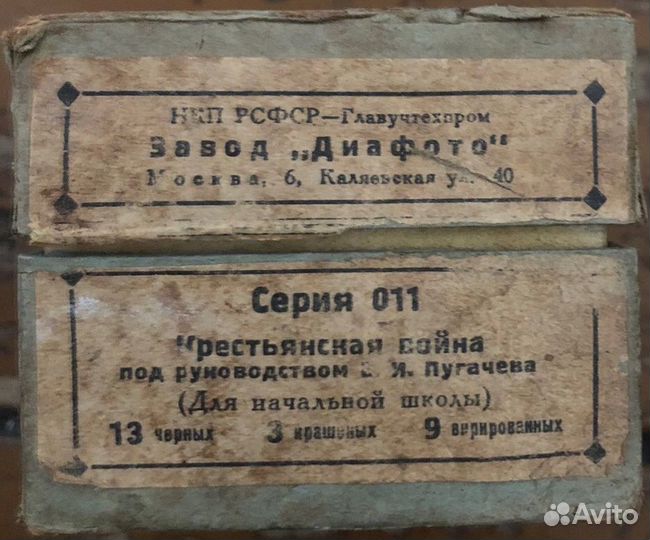 НКП РСФСР—Главучтехпром
Завод „Диафото“
Москва, 6, Каляевская ул. 40
Серия 011
Крестьянская война
под руководством Е. И. Пугачева
(Для начальной школы)
13 черных 3 крашеных 9 вирированных
Avito